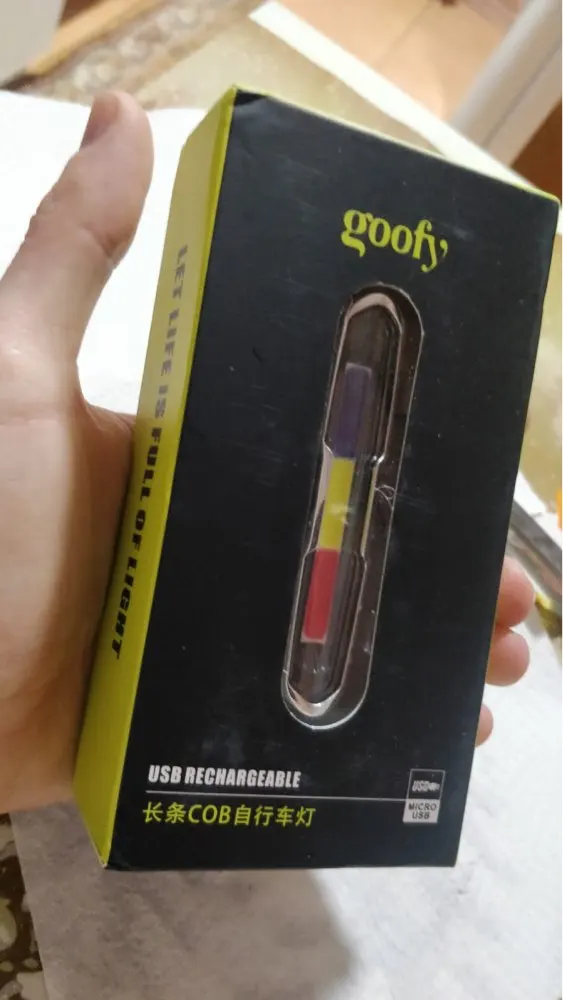 goofy
LET LIFE IS FULL OF LIGHT
USB RECHARGEABLE
长条COB自行车灯
USB
MICRO
USB